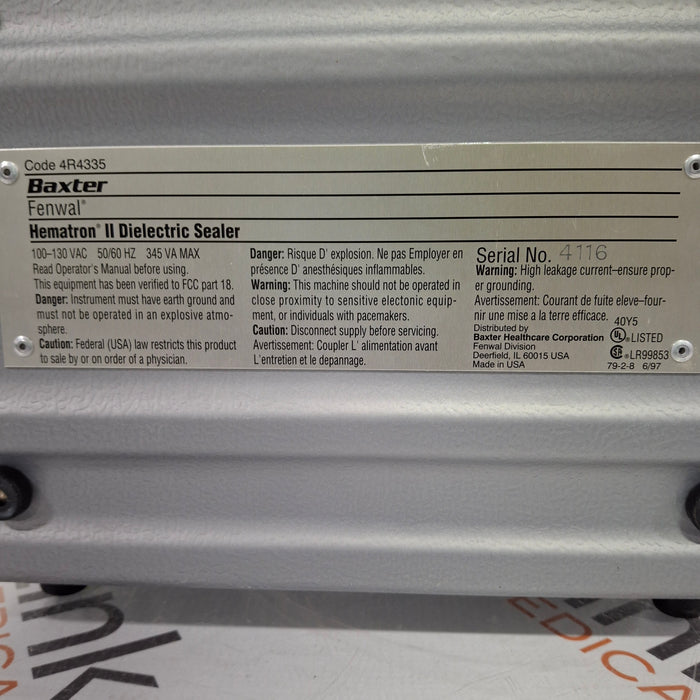 Code 4R4335
Baxter
Fenwal®
Hematron® II Dielectric Sealer
100-130 VAC 50/60 HZ 345 VA MAX
Read Operator's Manual before using.
This equipment has been verified to FCC part 18.
Danger: Instrument must have earth ground and
must not be operated in an explosive atmo-
sphere.
Caution: Federal (USA) law restricts this product
to sale by or on order of a physician.
Danger: Risque D' explosion. Ne pas Employer en
présence D' anesthésiques inflammables.
Warning: This machine should not be operated in
close proximity to sensitive electonic equip-
ment, or individuals with pacemakers.
Caution: Disconnect supply before servicing.
Avertissement: Coupler L' alimentation avant
L'entretien et le depannage.
Serial No. 4116
Warning: High leakage current–ensure prop-
er grounding.
Avertissement: Courant de fuite eleve–four-
nir une mise a la terre efficace.
Distributed by
Baxter Healthcare Corporation
Fenwal Division
Deerfield, IL 60015 USA
Made in USA
40Y5
UL ® LISTED
SA ® LR99853
79-2-8 6/97
ink
EDICA